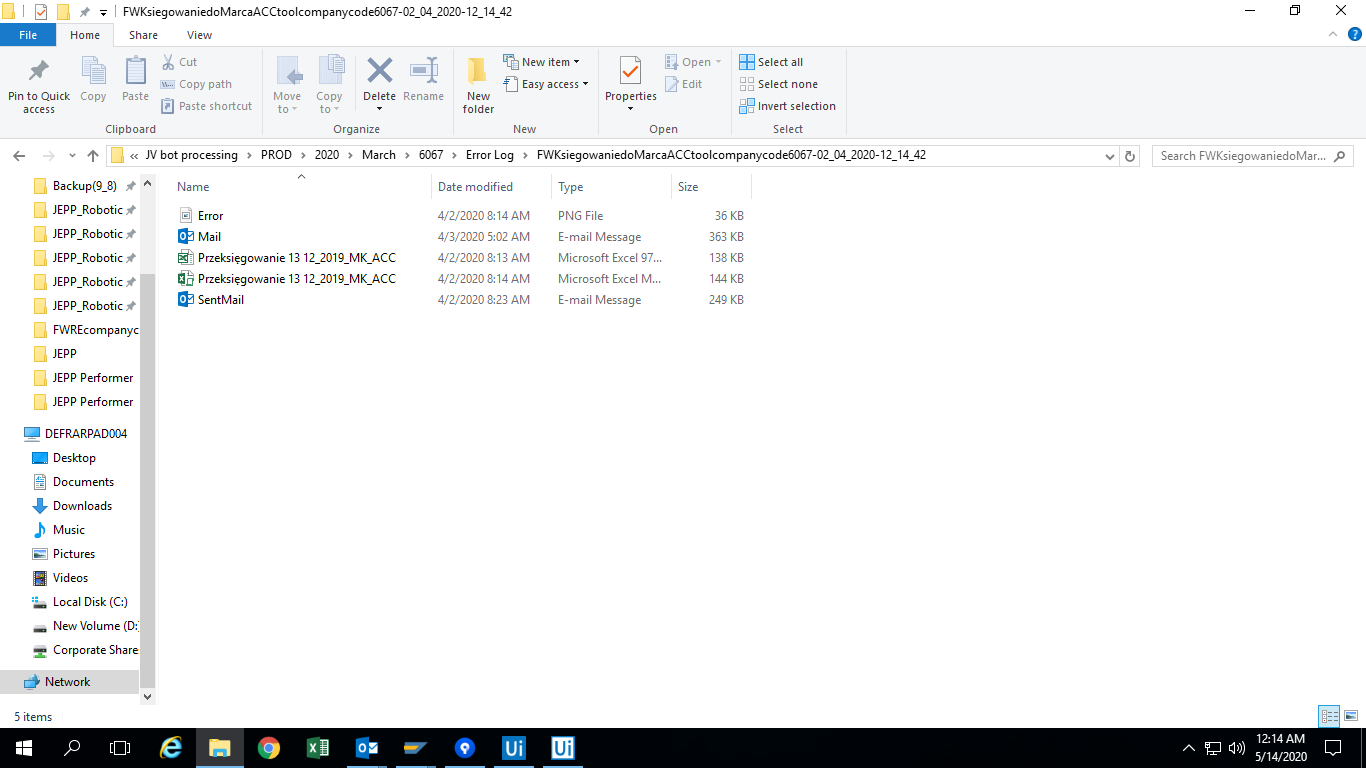 FWKsiegowaniedoMarcaACCtoolcompanycode6067-02_04_2020-12_14_42
File Home Share View
Pin to Quick access
Copy
Paste
Cut
Copy path
Paste shortcut
Clipboard
Move to
Copy to
Delete
Rename
Organize
New folder
New item
Easy access
New
Properties
Open
Edit
Open
Select all
Select none
Invert selection
Select
« JV bot processing > PROD > 2020 > March > 6067 > Error Log > FWKsiegowaniedoMarcaACCtoolcompanycode6067-02_04_2020-12_14_42
Search FWKsiegowaniedoMar...
Backup(9_8)
JEPP_Robotic
JEPP_Robotic
JEPP_Robotic
JEPP_Robotic
JEPP_Robotic
FWREcompanyc
JEPP
JEPP Performer
JEPP Performer
DEFRARPAD004
Desktop
Documents
Downloads
Music
Pictures
Videos
Local Disk (C:)
New Volume (D:
Corporate Share
Network
Name Date modified Type Size
Error 4/2/2020 8:14 AM PNG File 36 KB
Mail 4/3/2020 5:02 AM E-mail Message 363 KB
Przeksięgowanie 13 12_2019_MK_ACC 4/2/2020 8:13 AM Microsoft Excel 97... 138 KB
Przeksięgowanie 13 12_2019_MK_ACC 4/2/2020 8:14 AM Microsoft Excel M... 144 KB
SentMail 4/2/2020 8:23 AM E-mail Message 249 KB
5 items
Ui
Ui
12:14 AM
5/14/2020